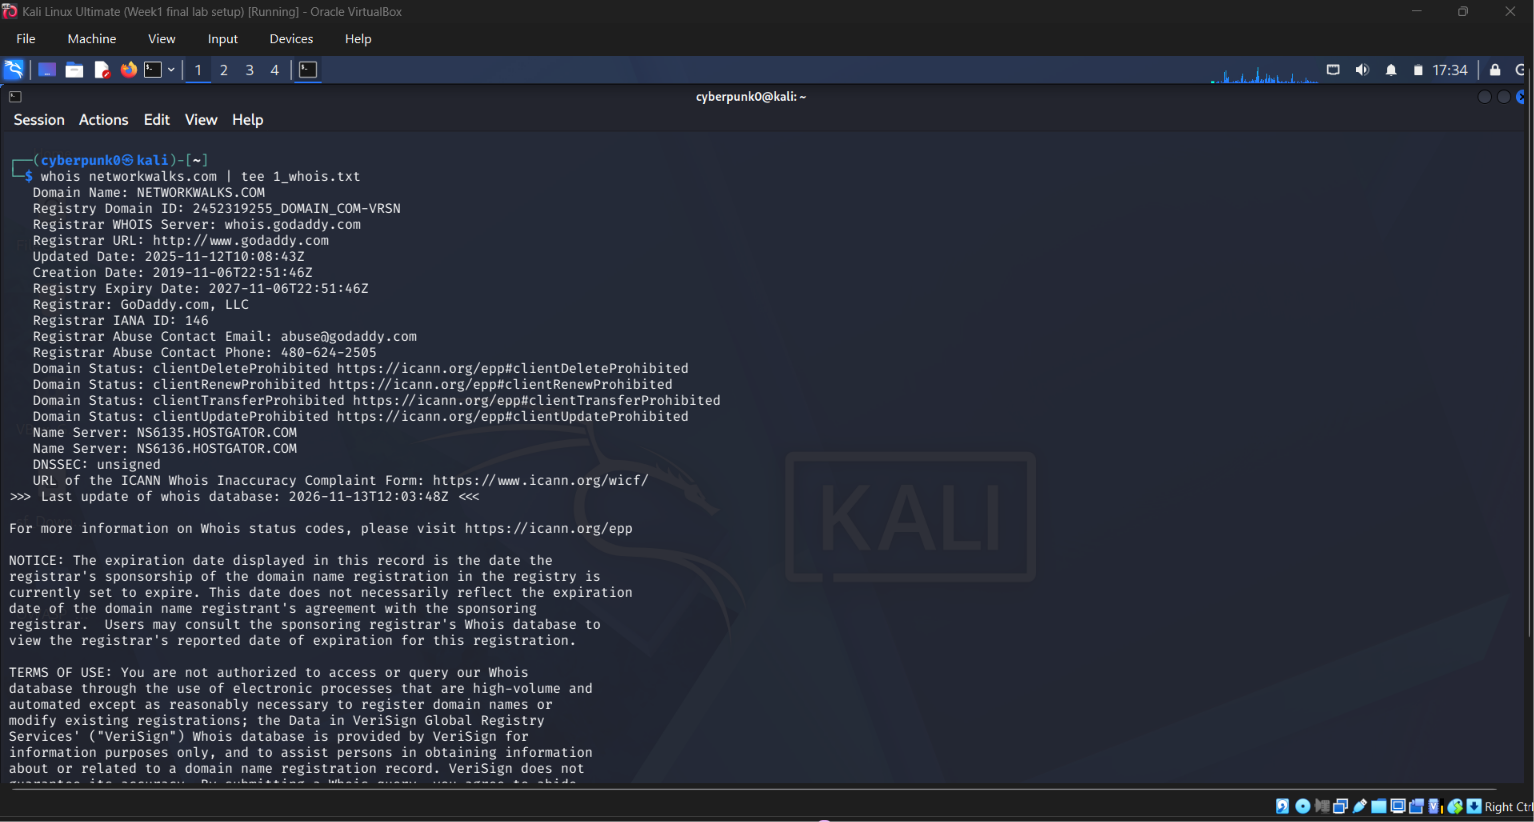 Kali Linux Ultimate (Week1 final lab setup) [Running] - Oracle VirtualBox
File Machine View Input Devices Help
1 2 3 4 17:34
cyberpunk0@kali: ~
Session Actions Edit View Help
(cyberpunk0㉿kali)-[~]
$ whois networkwalks.com | tee 1_whois.txt
Domain Name: NETWORKWALKS.COM
Registry Domain ID: 2452319255_DOMAIN_COM-VRSN
Registrar WHOIS Server: whois.godaddy.com
Registrar URL: http://www.godaddy.com
Updated Date: 2025-11-12T10:08:43Z
Creation Date: 2019-11-06T22:51:46Z
Registry Expiry Date: 2027-11-06T22:51:46Z
Registrar: GoDaddy.com, LLC
Registrar IANA ID: 146
Registrar Abuse Contact Email: abuse@godaddy.com
Registrar Abuse Contact Phone: 480-624-2505
Domain Status: clientDeleteProhibited https://icann.org/epp#clientDeleteProhibited
Domain Status: clientRenewProhibited https://icann.org/epp#clientRenewProhibited
Domain Status: clientTransferProhibited https://icann.org/epp#clientTransferProhibited
Domain Status: clientUpdateProhibited https://icann.org/epp#clientUpdateProhibited
Name Server: NS6135.HOSTGATOR.COM
Name Server: NS6136.HOSTGATOR.COM
DNSSEC: unsigned
URL of the ICANN Whois Inaccuracy Complaint Form: https://www.icann.org/wicf/
>>> Last update of whois database: 2026-11-13T12:03:48Z <<<
For more information on Whois status codes, please visit https://icann.org/epp
NOTICE: The expiration date displayed in this record is the date the
registrar's sponsorship of the domain name registration in the registry is
currently set to expire. This date does not necessarily reflect the expiration
date of the domain name registrant's agreement with the sponsoring
registrar.  Users may consult the sponsoring registrar's Whois database to
view the registrar's reported date of expiration for this registration.
TERMS OF USE: You are not authorized to access or query our Whois
database through the use of electronic processes that are high-volume and
automated except as reasonably necessary to register domain names or
modify existing registrations; the Data in VeriSign Global Registry
Services' ("VeriSign") Whois database is provided by VeriSign for
information purposes only, and to assist persons in obtaining information
about or related to a domain name registration record. VeriSign does not
KALI
Right Ctrl